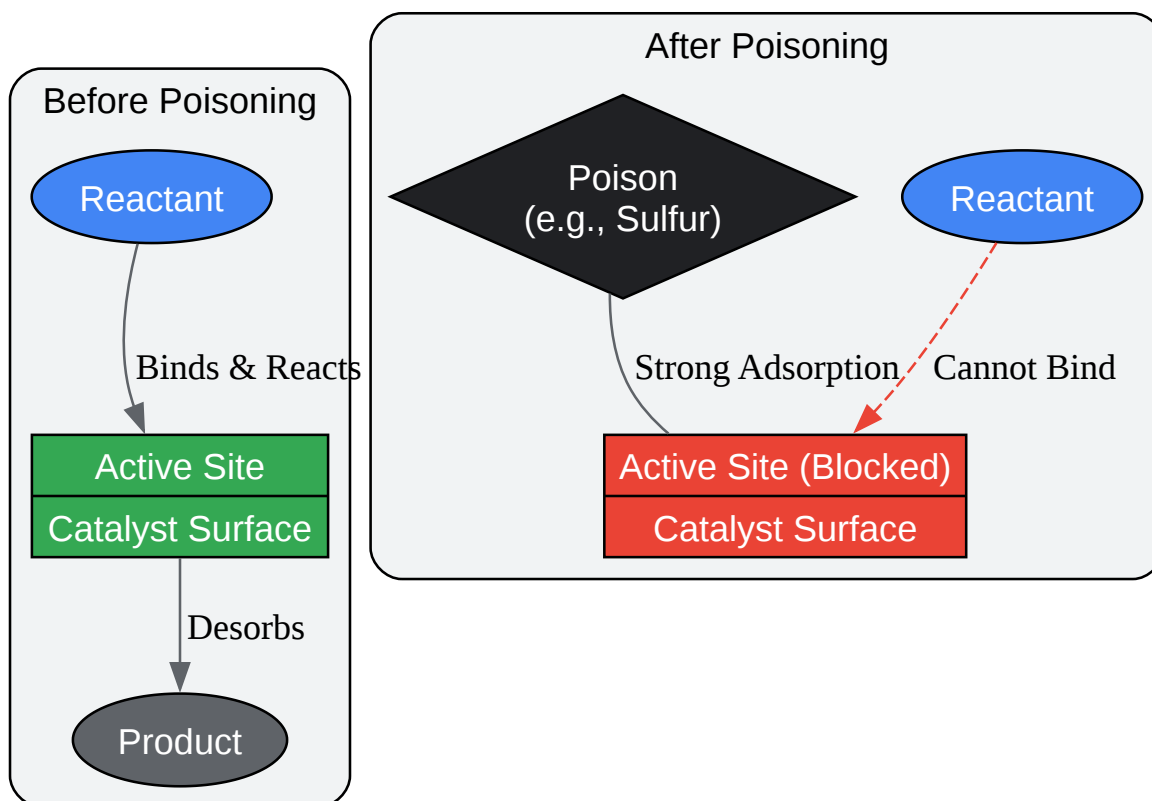 Before Poisoning
Reactant
Binds & Reacts
Active Site
Catalyst Surface
Desorbs
Product
After Poisoning
Poison
(e.g., Sulfur)
Reactant
Strong Adsorption
Cannot Bind
Active Site (Blocked)
Catalyst Surface